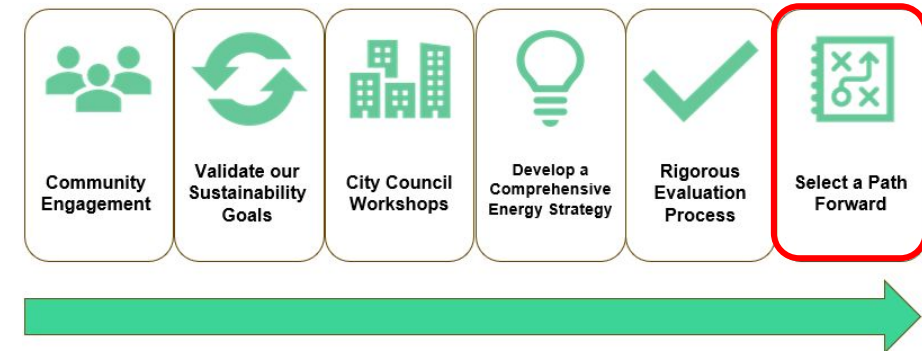 Community
Engagement
Validate our
Sustainability
Goals
City Council
Workshops
Develop a
Comprehensive
Energy Strategy
Rigorous
Evaluation
Process
Select a Path
Forward